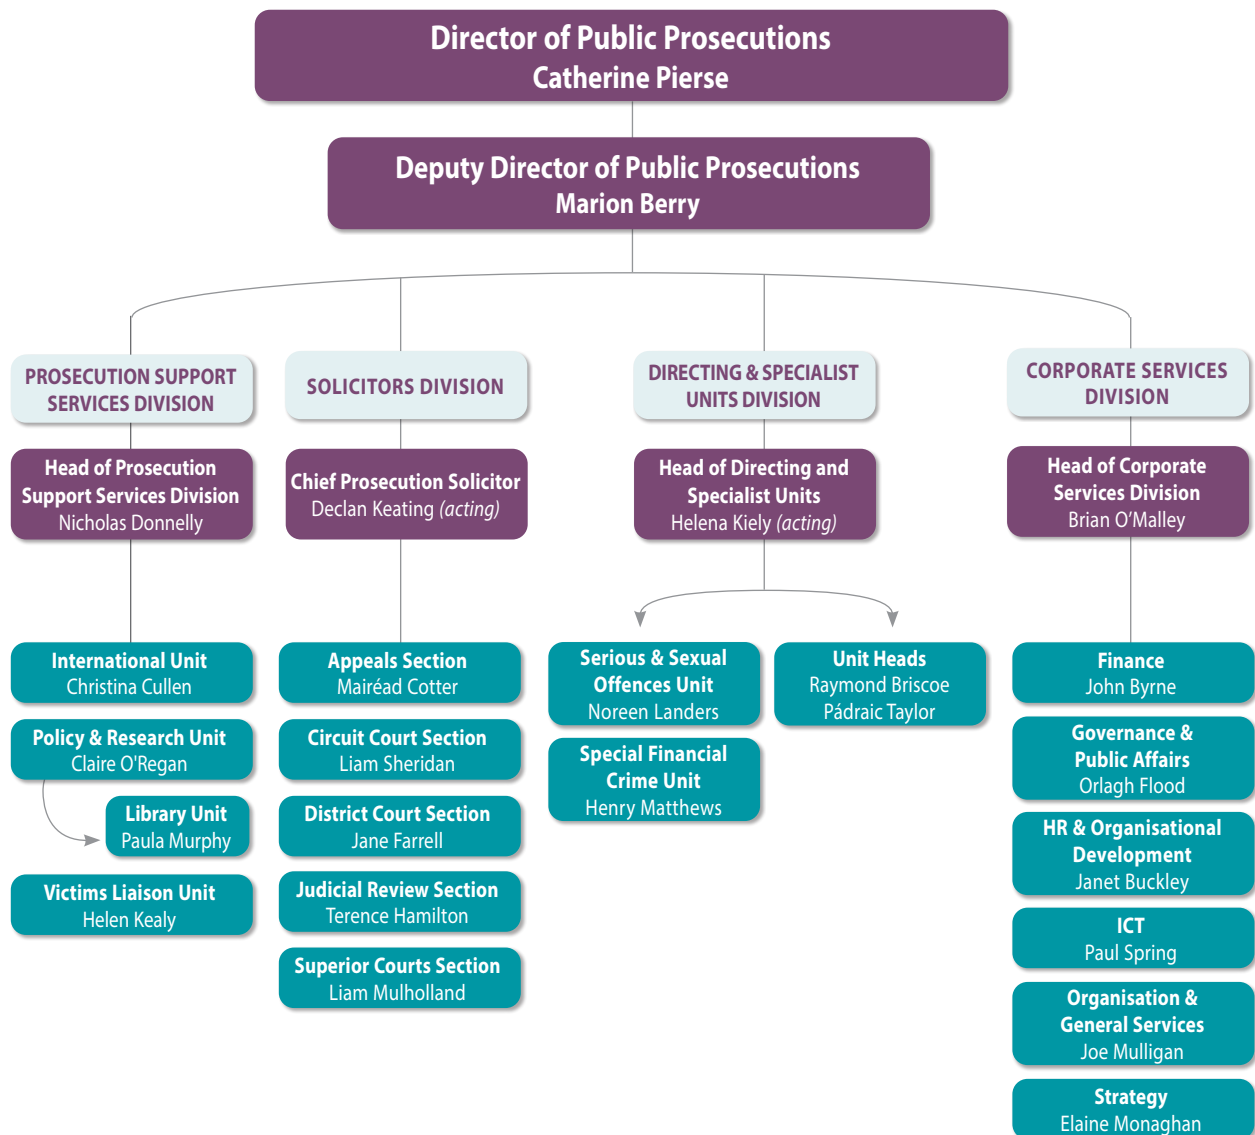 Director of Public Prosecutions
Catherine Pierse
Deputy Director of Public Prosecutions
Marion Berry
PROSECUTION SUPPORT
SERVICES DIVISION
Head of Prosecution
Support Services Division
Nicholas Donnelly
International Unit
Christina Cullen
Policy & Research Unit
Claire O'Regan
Library Unit
Paula Murphy
Victims Liaison Unit
Helen Kealy
SOLICITORS DIVISION
Chief Prosecution Solicitor
Declan Keating (acting)
Appeals Section
Mairéad Cotter
Circuit Court Section
Liam Sheridan
District Court Section
Jane Farrell
Judicial Review Section
Terence Hamilton
Superior Courts Section
Liam Mulholland
DIRECTING & SPECIALIST
UNITS DIVISION
Head of Directing and
Specialist Units
Helena Kiely (acting)
Serious & Sexual
Offences Unit
Noreen Landers
Special Financial
Crime Unit
Henry Matthews
Unit Heads
Raymond Briscoe
Pádraic Taylor
CORPORATE SERVICES
DIVISION
Head of Corporate
Services Division
Brian O’Malley
Finance
John Byrne
Governance &
Public Affairs
Orlagh Flood
HR & Organisational
Development
Janet Buckley
ICT
Paul Spring
Organisation &
General Services
Joe Mulligan
Strategy
Elaine Monaghan